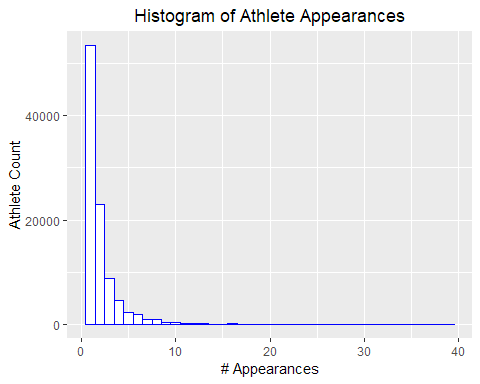 Histogram of Athlete Appearances
Athlete Count
40000
20000
0
0 10 20 30 40
# Appearances